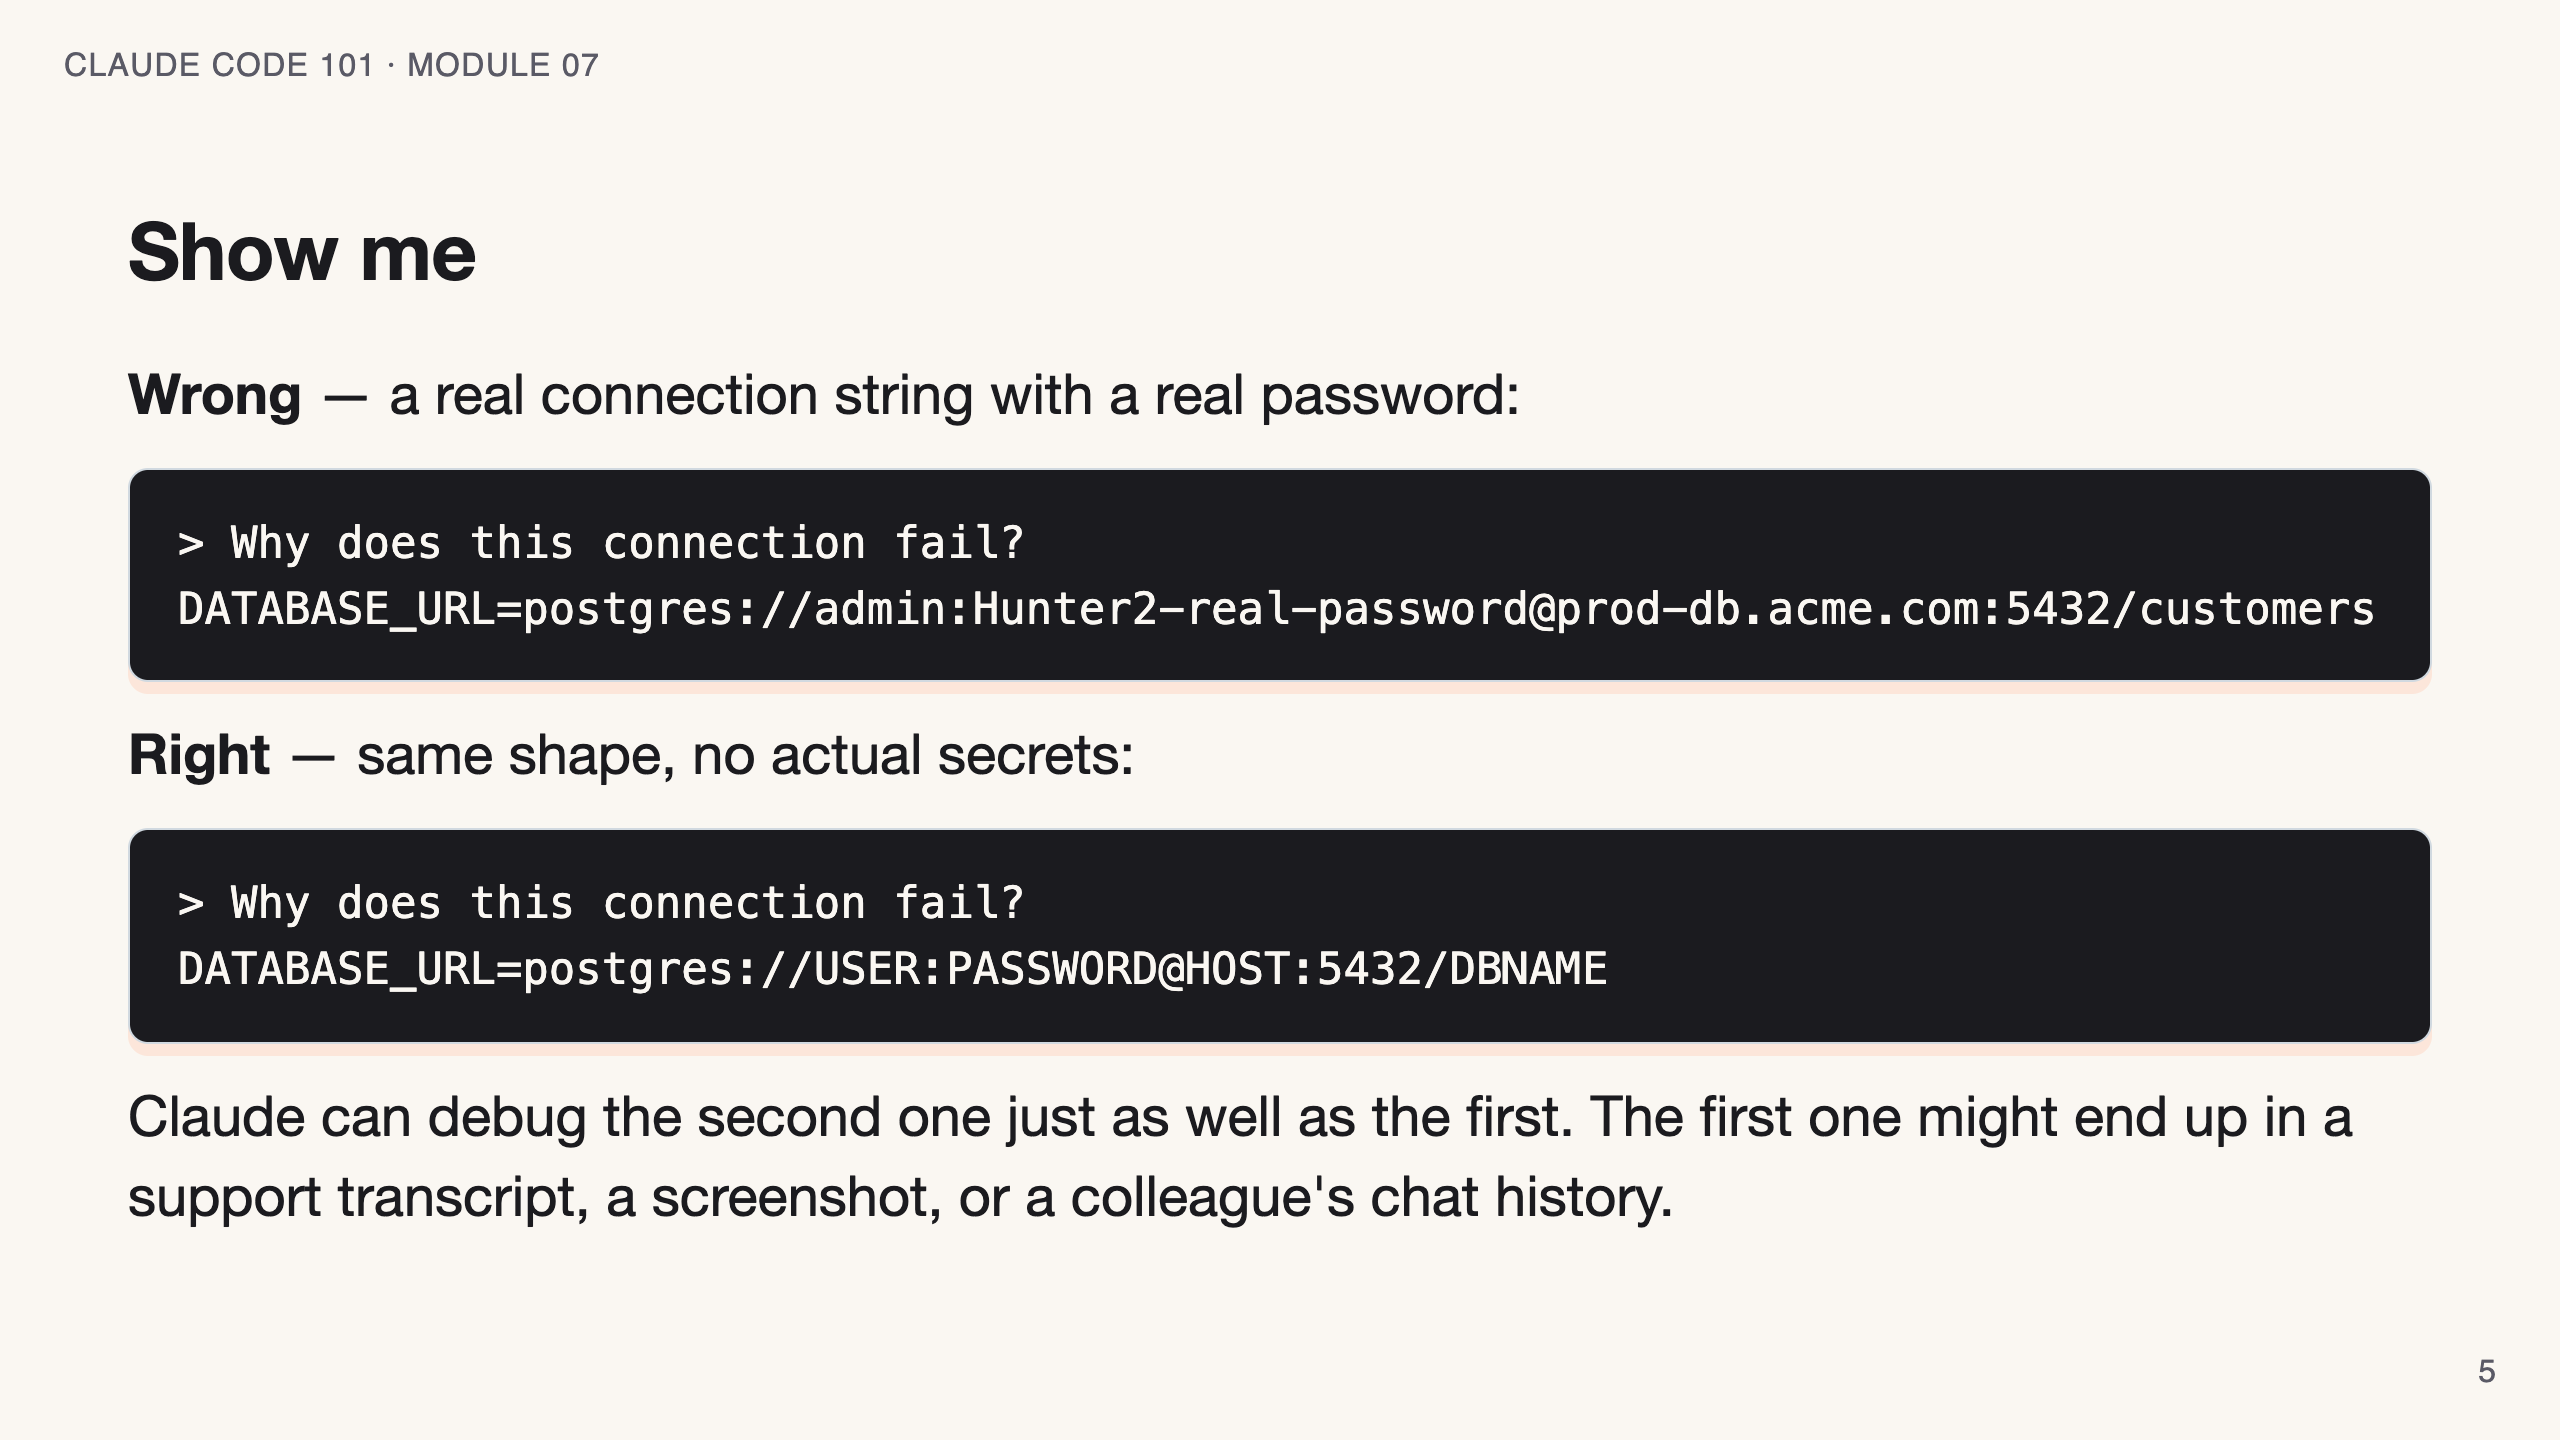 CLAUDE CODE 101 · MODULE 07
Show me
Wrong — a real connection string with a real password:
> Why does this connection fail?
DATABASE_URL=postgres://admin:Hunter2-real-password@prod-db.acme.com:5432/customers
Right — same shape, no actual secrets:
> Why does this connection fail?
DATABASE_URL=postgres://USER:PASSWORD@HOST:5432/DBNAME
Claude can debug the second one just as well as the first. The first one might end up in a
support transcript, a screenshot, or a colleague's chat history.
5